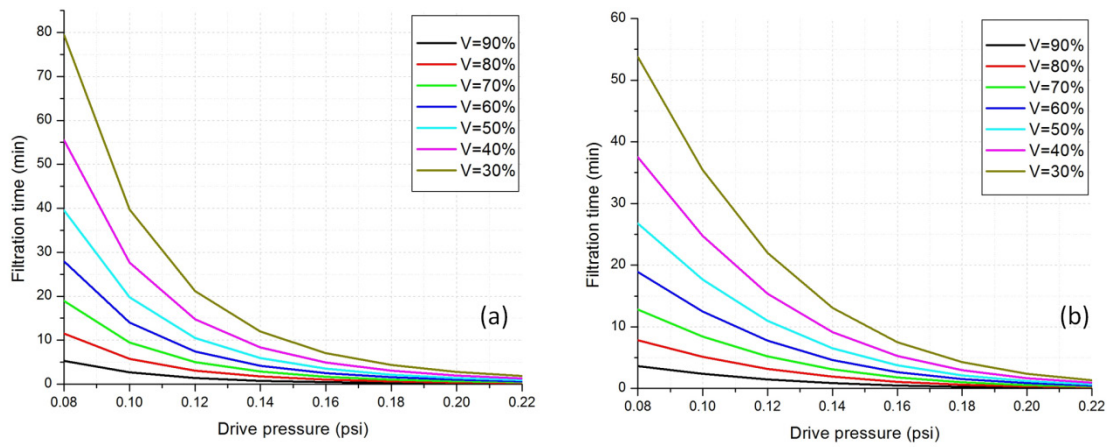 Filtration time (min)
80
70
60
50
40
30
20
10
0
V=90%
V=80%
V=70%
V=60%
V=50%
V=40%
V=30%
(a)
0.08 0.10 0.12 0.14 0.16 0.18 0.20 0.22
Drive pressure (psi)
Filtration time (min)
60
50
40
30
20
10
0
V=90%
V=80%
V=70%
V=60%
V=50%
V=40%
V=30%
(b)
0.08 0.10 0.12 0.14 0.16 0.18 0.20 0.22
Drive pressure (psi)